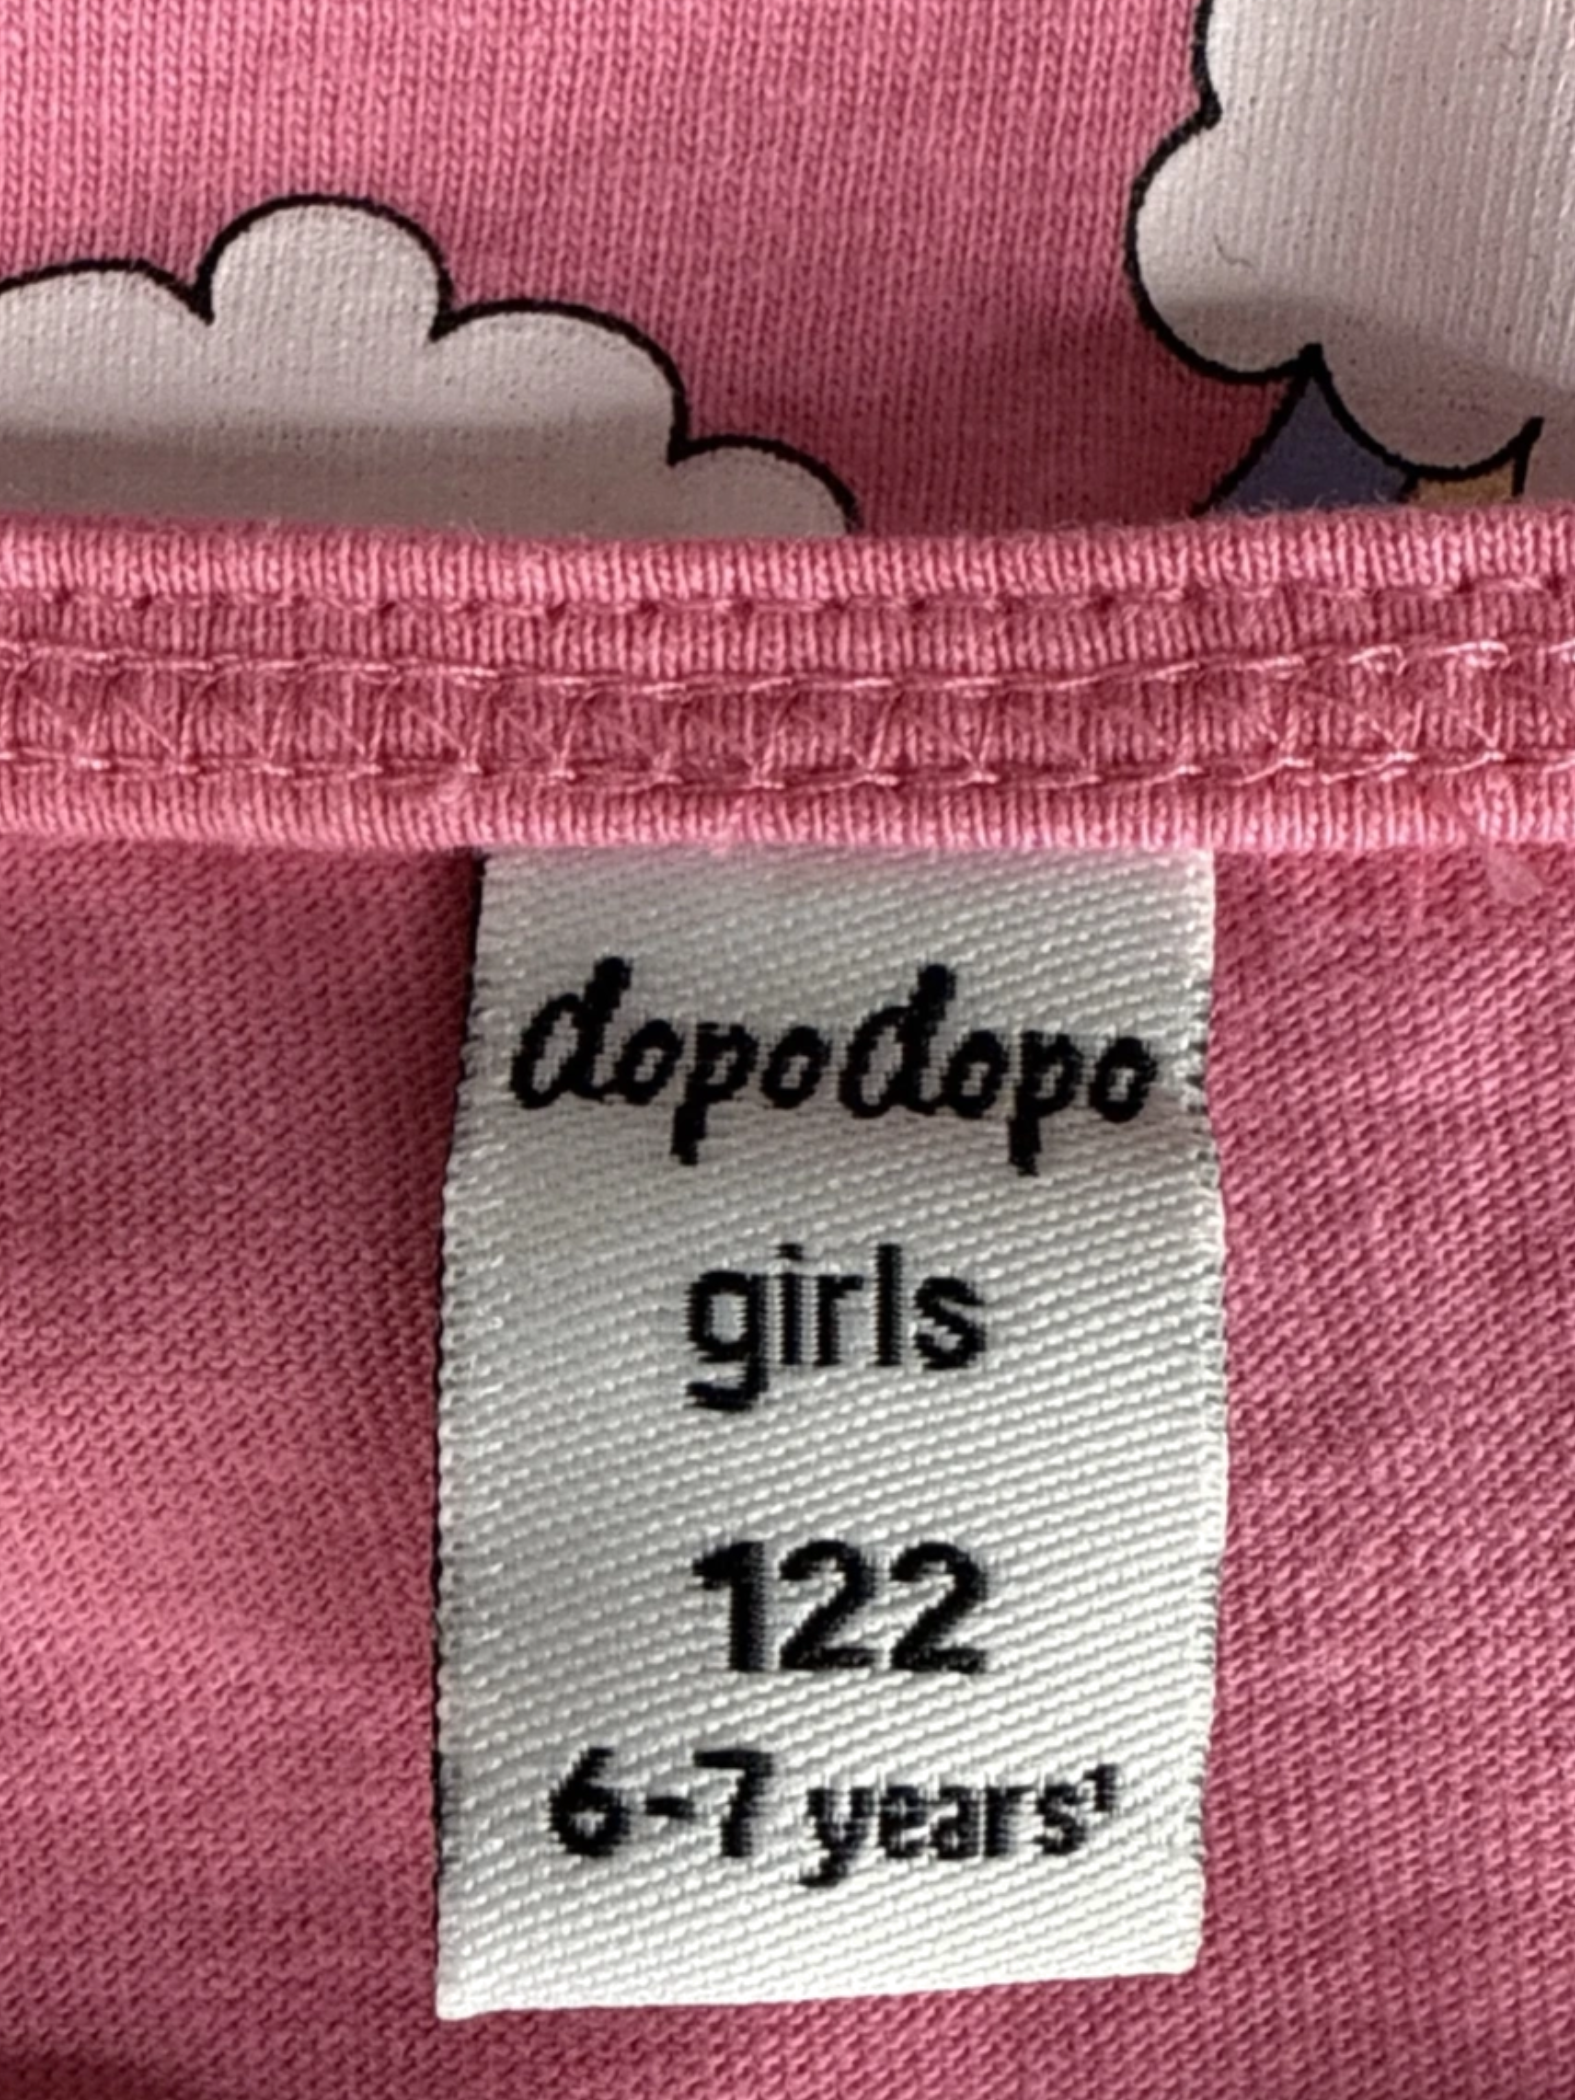 dopodopo
girls
122
6-7 years¹